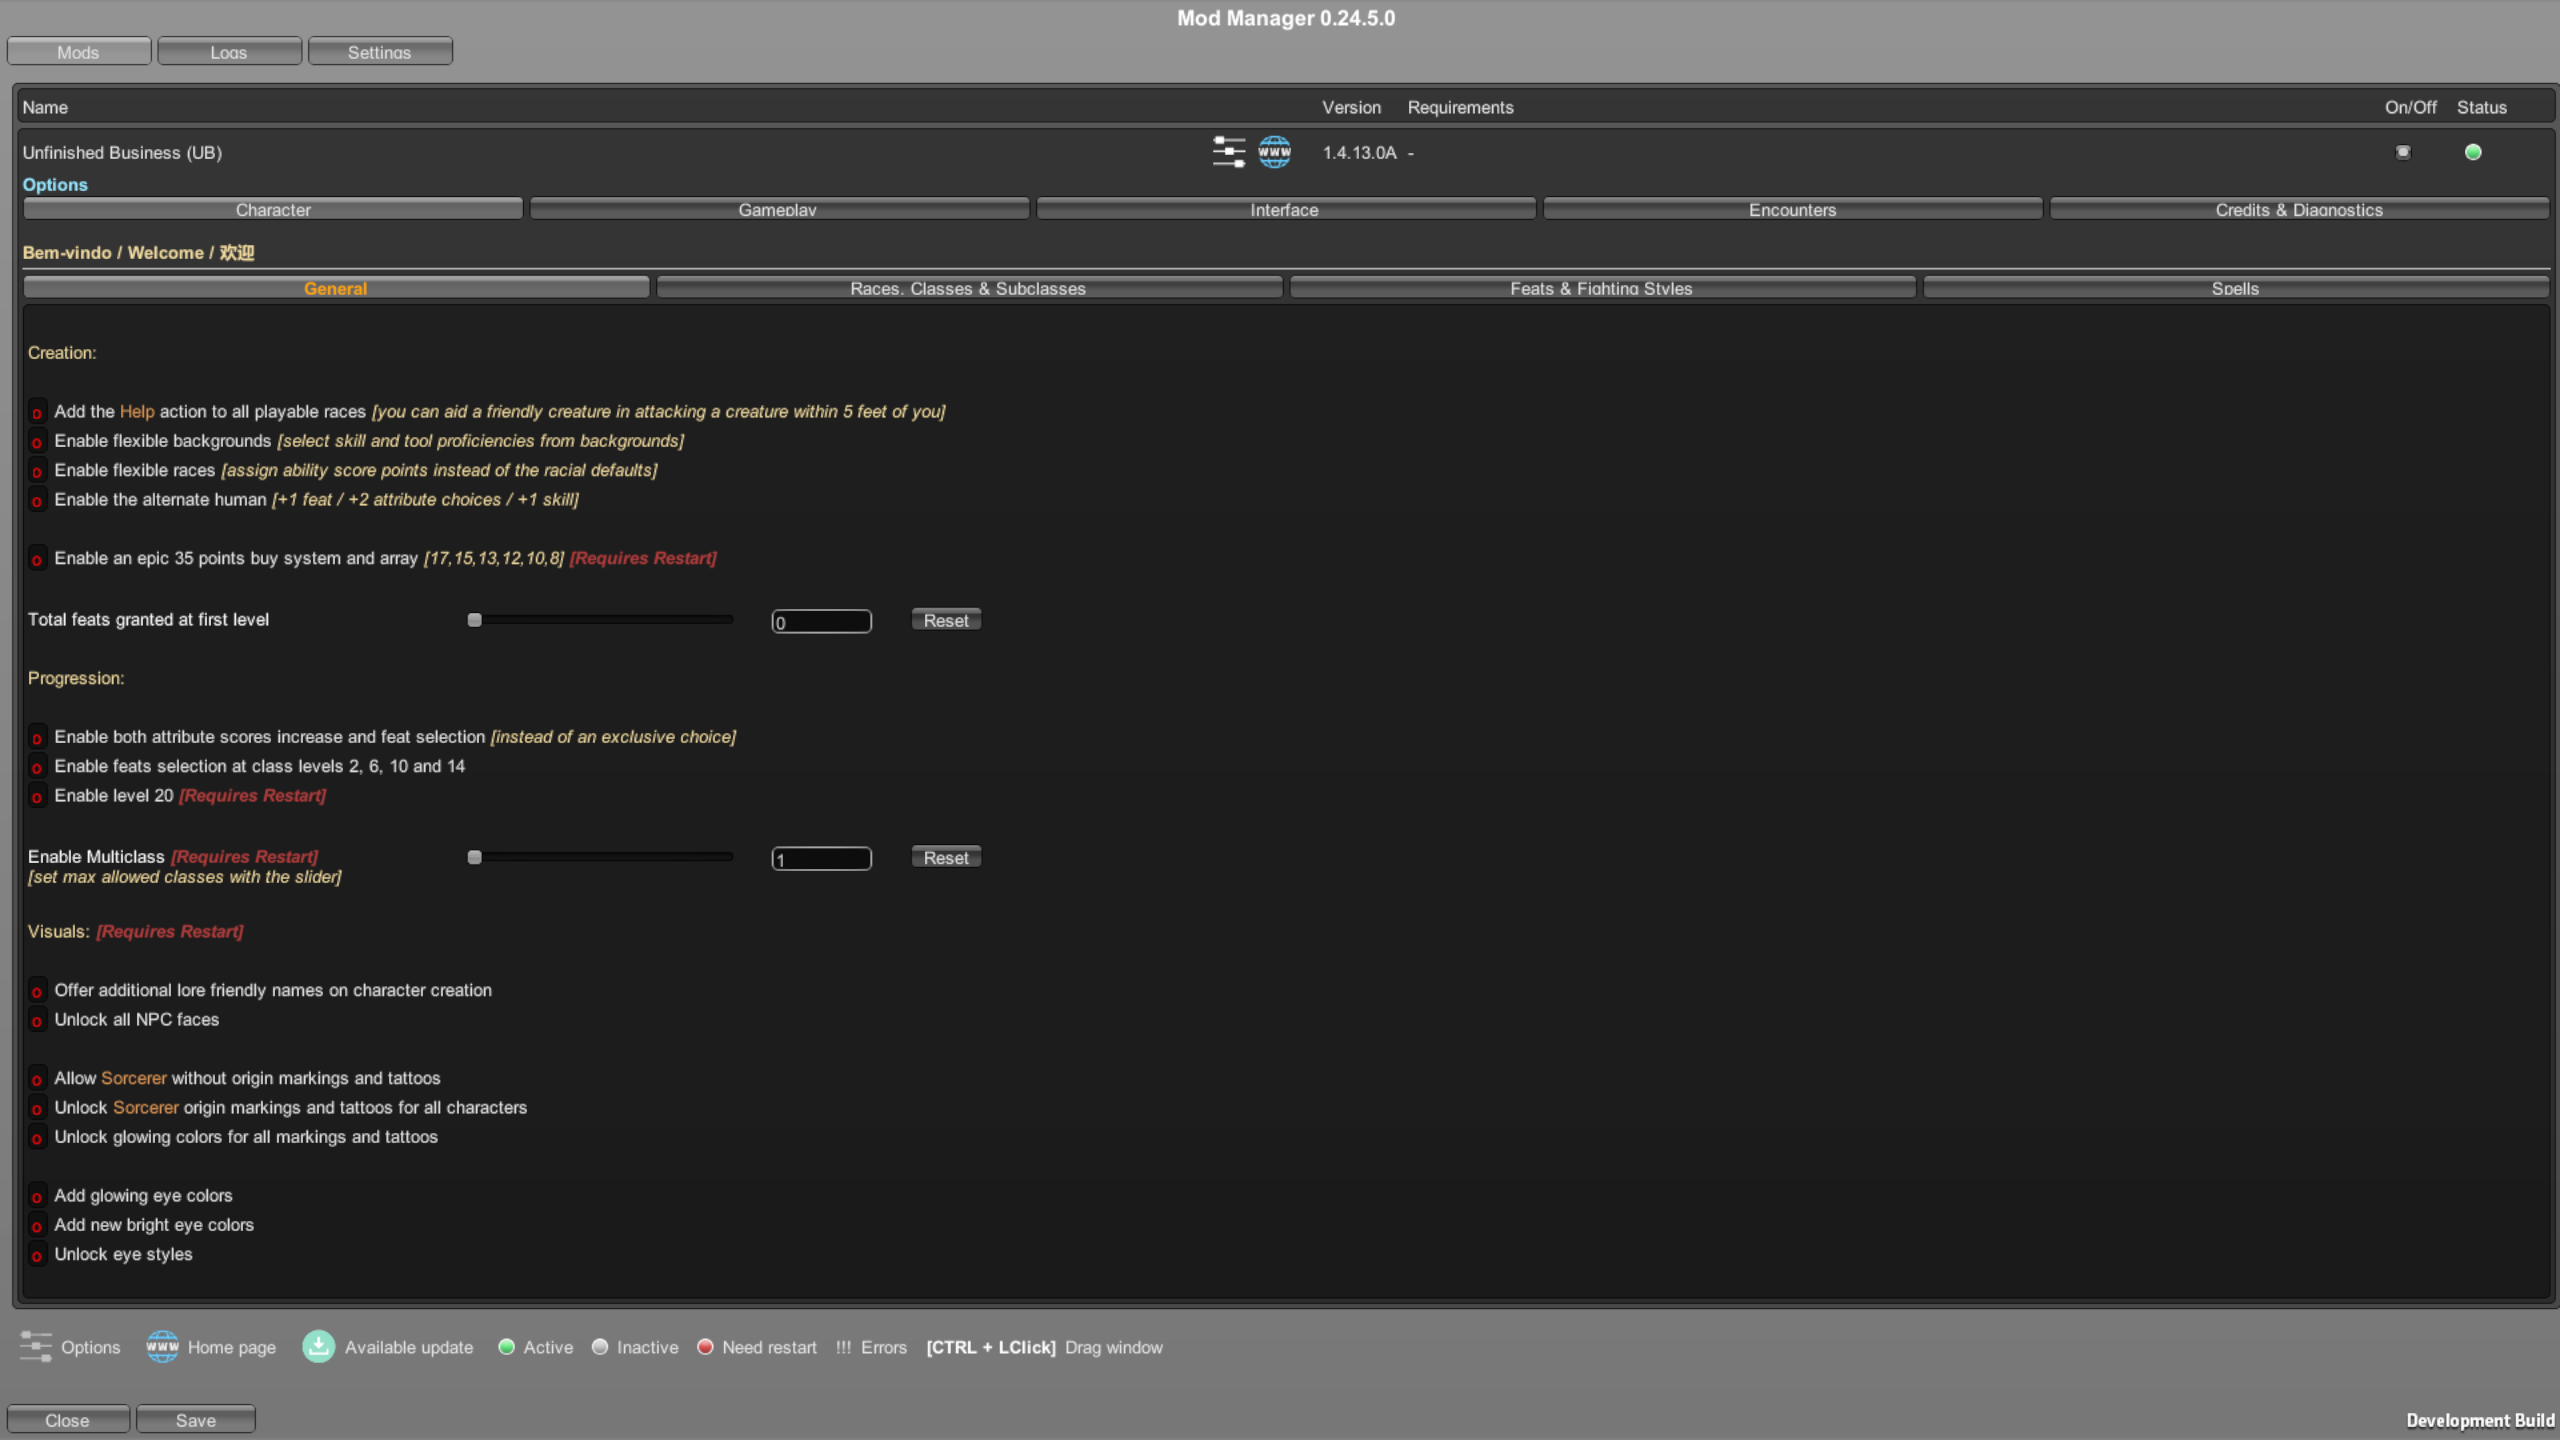 Mod Manager 0.24.5.0
Mods Logs Settings
Name Version Requirements On/Off Status
Unfinished Business (UB) WWW 1.4.13.0A -
Options
Character Gameplay Interface Encounters Credits & Diagnostics
Bem-vindo / Welcome / 欢迎
General Races, Classes & Subclasses Feats & Fighting Styles Spells
Creation:
Add the Help action to all playable races [you can aid a friendly creature in attacking a creature within 5 feet of you]
Enable flexible backgrounds [select skill and tool proficiencies from backgrounds]
Enable flexible races [assign ability score points instead of the racial defaults]
Enable the alternate human [+1 feat / +2 attribute choices / +1 skill]
Enable an epic 35 points buy system and array [17,15,13,12,10,8] [Requires Restart]
Total feats granted at first level 0 Reset
Progression:
Enable both attribute scores increase and feat selection [instead of an exclusive choice]
Enable feats selection at class levels 2, 6, 10 and 14
Enable level 20 [Requires Restart]
Enable Multiclass [Requires Restart] 1 Reset
[set max allowed classes with the slider]
Visuals: [Requires Restart]
Offer additional lore friendly names on character creation
Unlock all NPC faces
Allow Sorcerer without origin markings and tattoos
Unlock Sorcerer origin markings and tattoos for all characters
Unlock glowing colors for all markings and tattoos
Add glowing eye colors
Add new bright eye colors
Unlock eye styles
Options WWW Home page Available update Active Inactive Need restart !!! Errors [CTRL + LClick] Drag window
Close Save Development Build